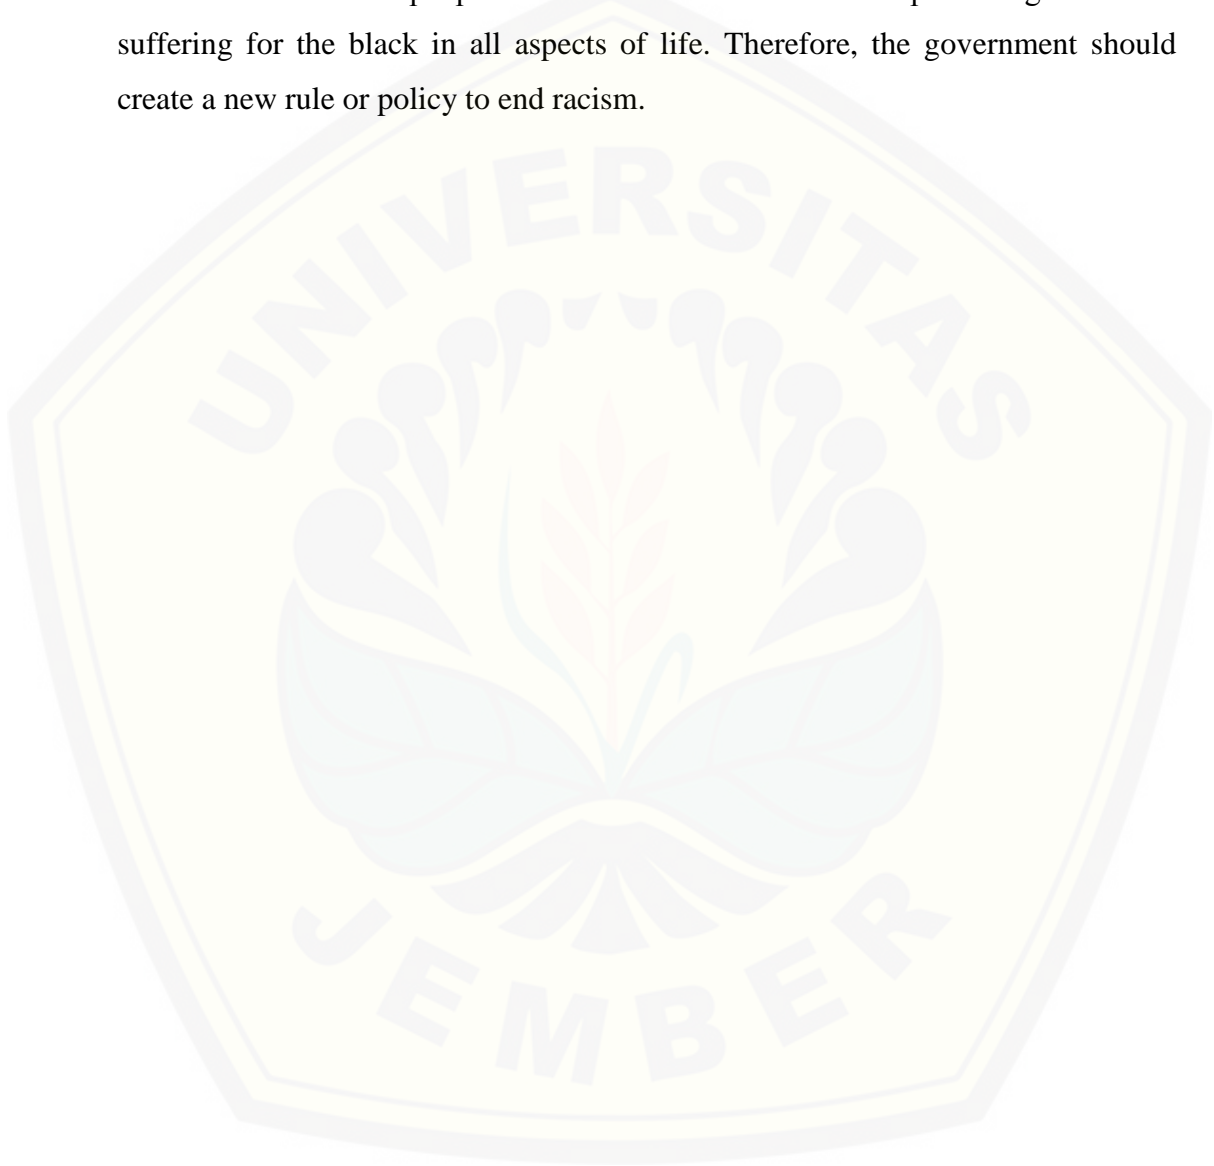 suffering for the black in all aspects of life. Therefore, the government should
create a new rule or policy to end racism.
UNIVERSITAS
JEMBER